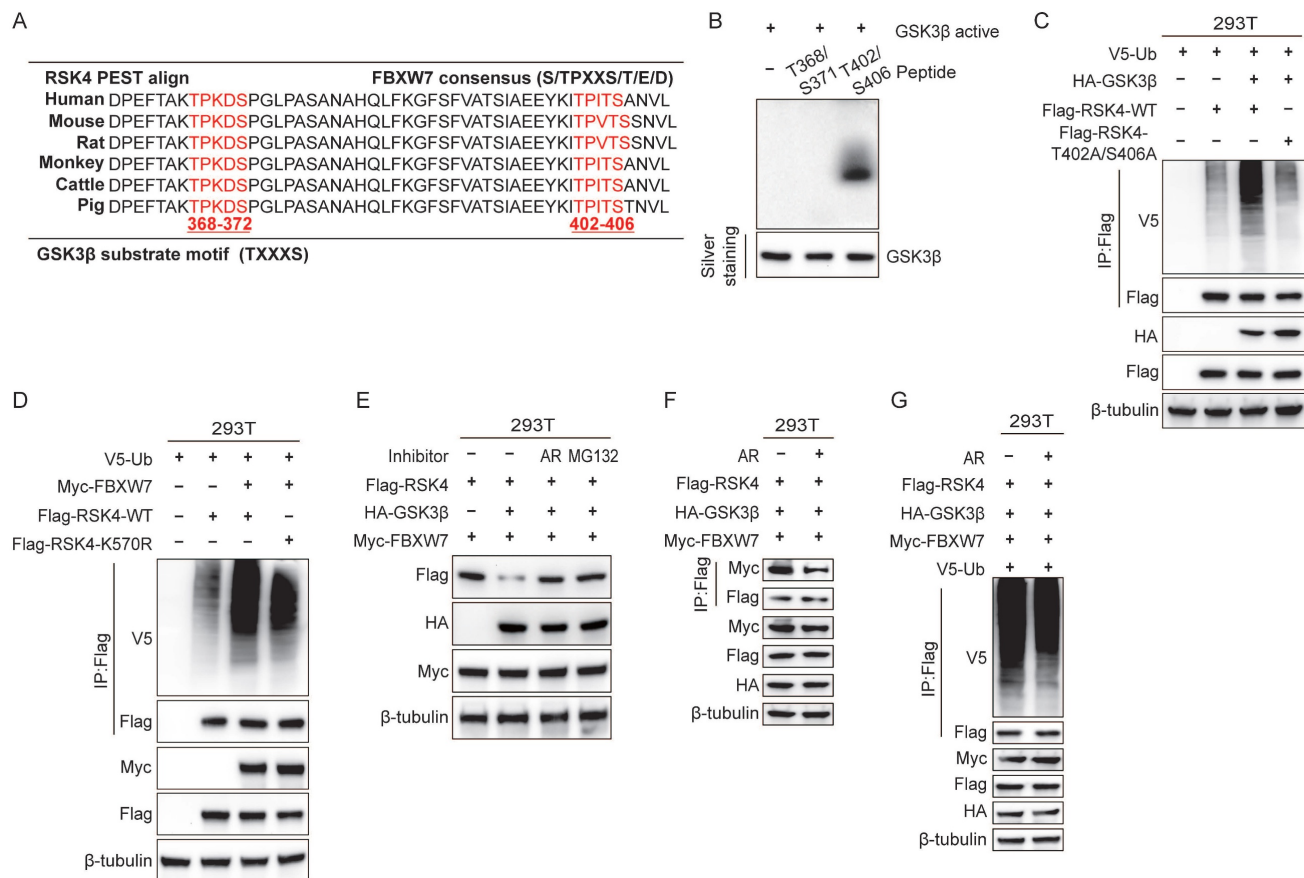 A
RSK4 PEST align FBXW7 consensus (S/TPXXS/T/E/D)
Human DPEFTAKTPKDSPGLPASANAHQLFKGFSFVATSIAEEYKITPITSANVL
Mouse DPEFTAKTPKDSPGLPASANAHQLFKGFSFVATSIAEEYKITPVTSSNVL
Rat DPEFTAKTPKDSPGLPASANAHQLFKGFSFVATSIAEEYKITPVTSSNVL
Monkey DPEFTAKTPKDSPGLPASANAHQLFKGFSFVATSIAEEYKITPITSANVL
Cattle DPEFTAKTPKDSPGLPASANAHQLFKGFSFVATSIAEEYKITPITSANVL
Pig DPEFTAKTPKDSPGLPASANAHQLFKGFSFVATSIAEEYKITPITSTNVL
368-372 402-406
GSK3β substrate motif (TXXXS)
B
+ + + GSK3β active
– T368/S371 T402/S406 Peptide
Silver staining
GSK3β
C
293T
V5-Ub + + + +
HA-GSK3β – – + +
Flag-RSK4-WT – + + –
Flag-RSK4-T402A/S406A – – – +
IP:Flag
V5
Flag
HA
Flag
β-tubulin
D
293T
V5-Ub + + + +
Myc-FBXW7 – – + +
Flag-RSK4-WT – + + –
Flag-RSK4-K570R – – – +
IP:Flag
V5
Flag
Myc
Flag
β-tubulin
E
293T
Inhibitor – – AR MG132
Flag-RSK4 + + + +
HA-GSK3β – + + +
Myc-FBXW7 + + + +
Flag
HA
Myc
β-tubulin
F
293T
AR – +
Flag-RSK4 + +
HA-GSK3β + +
Myc-FBXW7 + +
IP:Flag
Myc
Flag
Myc
Flag
HA
β-tubulin
G
293T
AR – +
Flag-RSK4 + +
HA-GSK3β + +
Myc-FBXW7 + +
V5-Ub + +
IP:Flag
V5
Flag
Myc
Flag
HA
β-tubulin